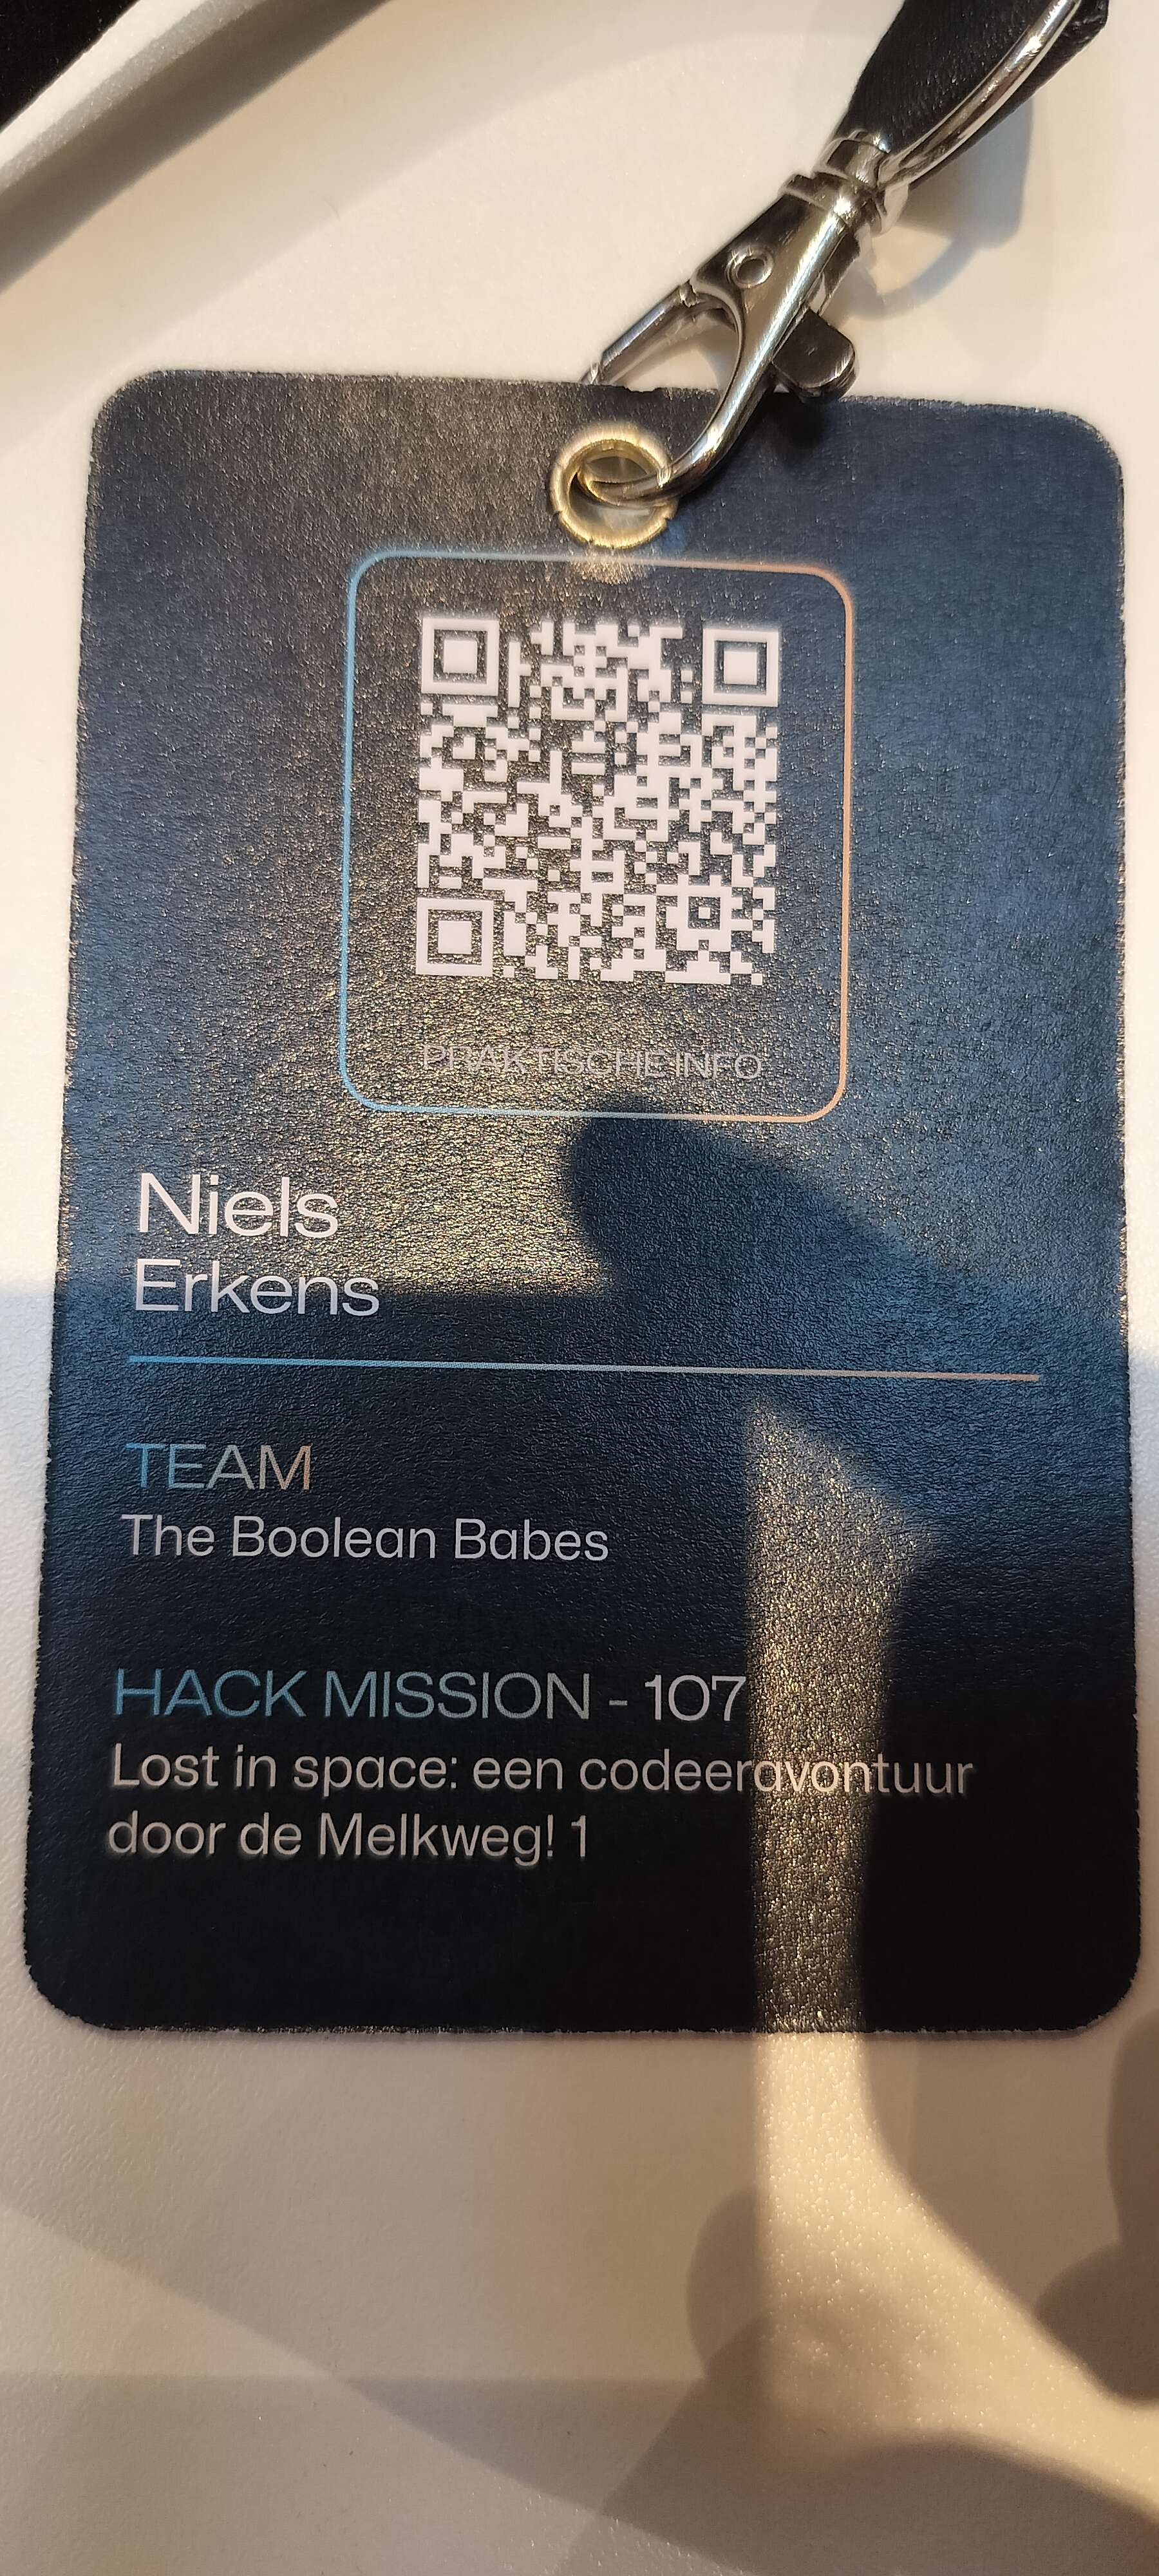 PRAKTISCHE INFO
Niels
Erkens
TEAM
The Boolean Babes
HACK MISSION - 107
Lost in space: een codeeravontuur
door de Melkweg! 1